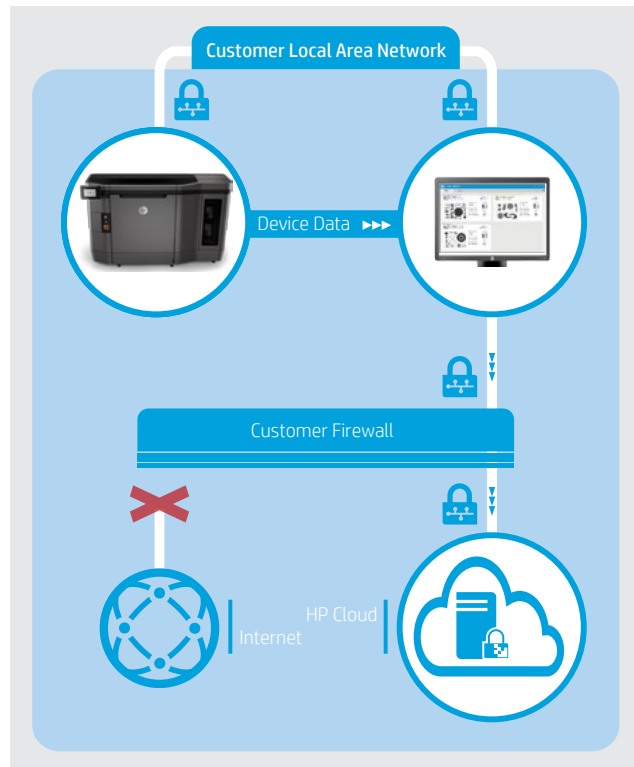 Customer Local Area Network
Device Data
Customer Firewall
HP Cloud
Internet